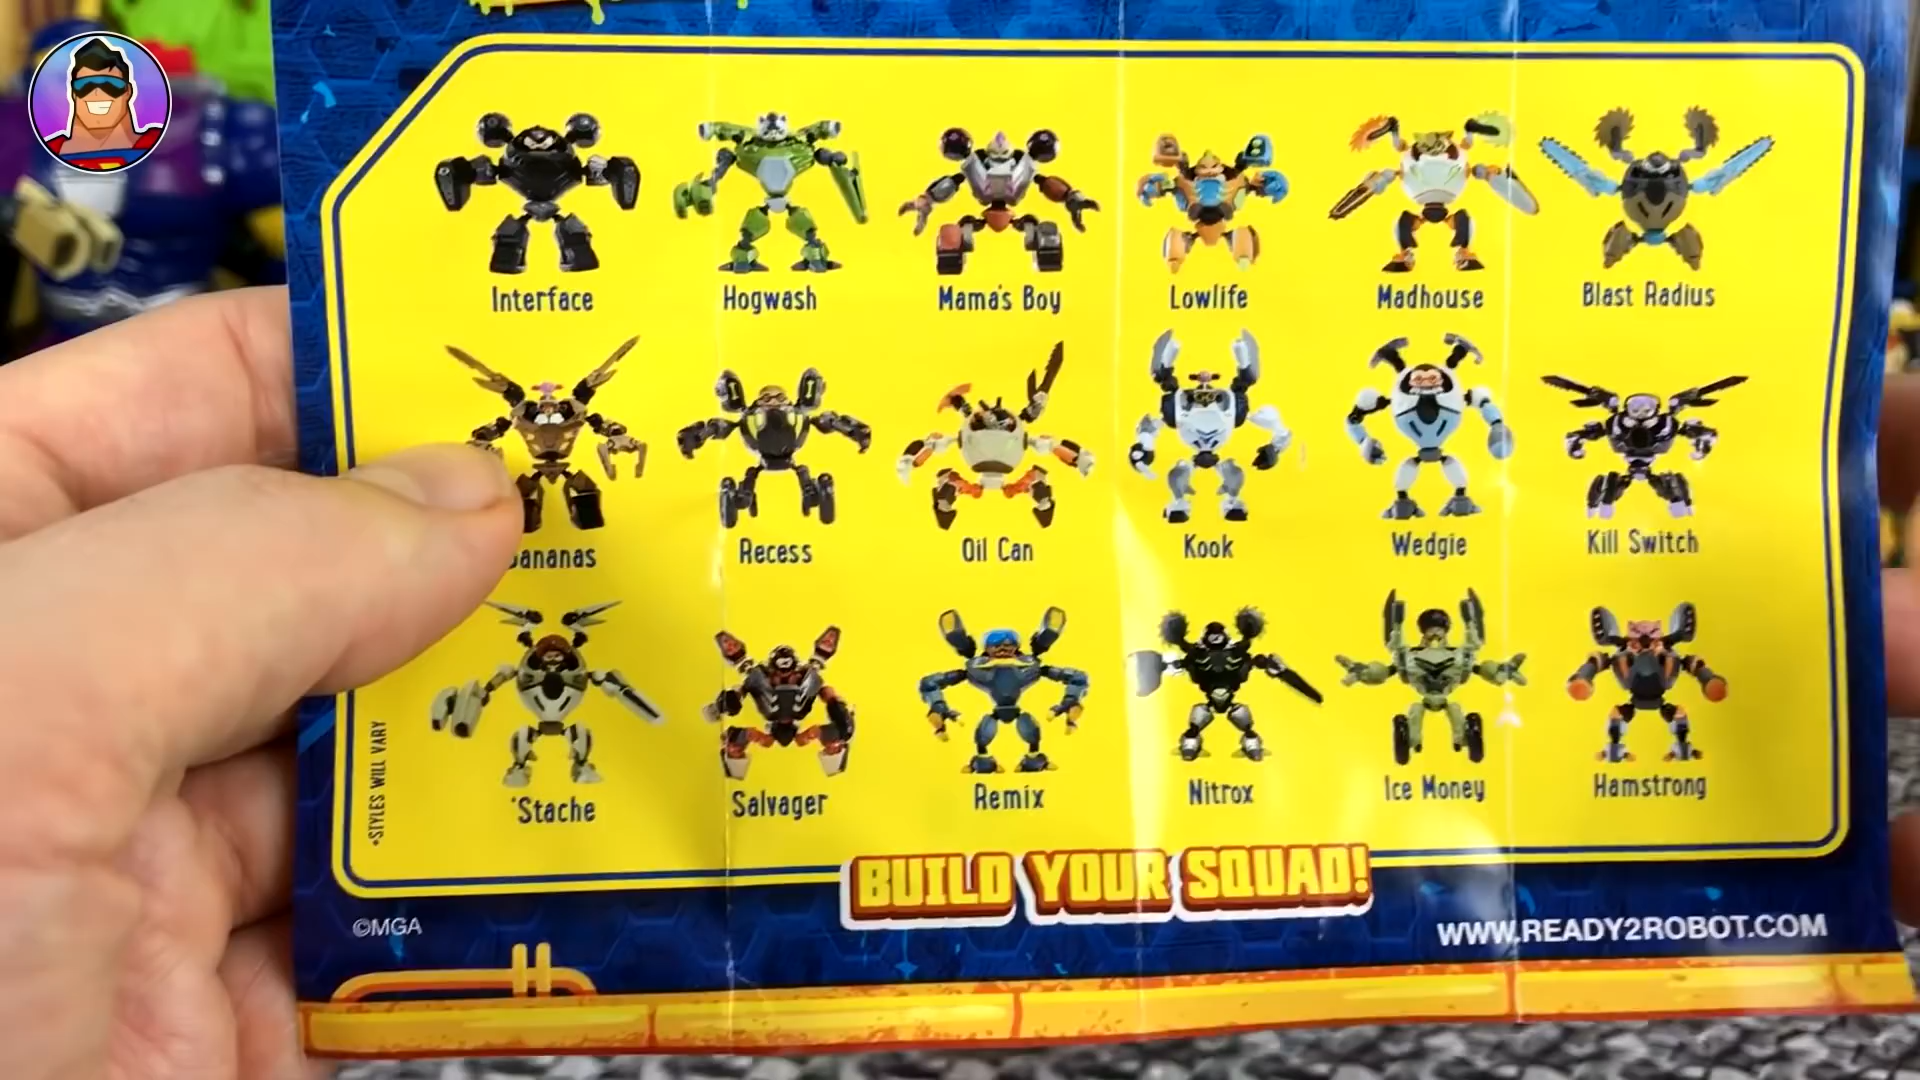 Interface Hogwash Mama's Boy Lowlife Madhouse Blast Radius
ananas Recess Oil Can Kook Wedgie Kill Switch
'Stache Salvager Remix Nitrox Ice Money Hamstrong
*STYLES WILL VARY
BUILD YOUR SQUAD!
©MGA
WWW.READY2ROBOT.COM